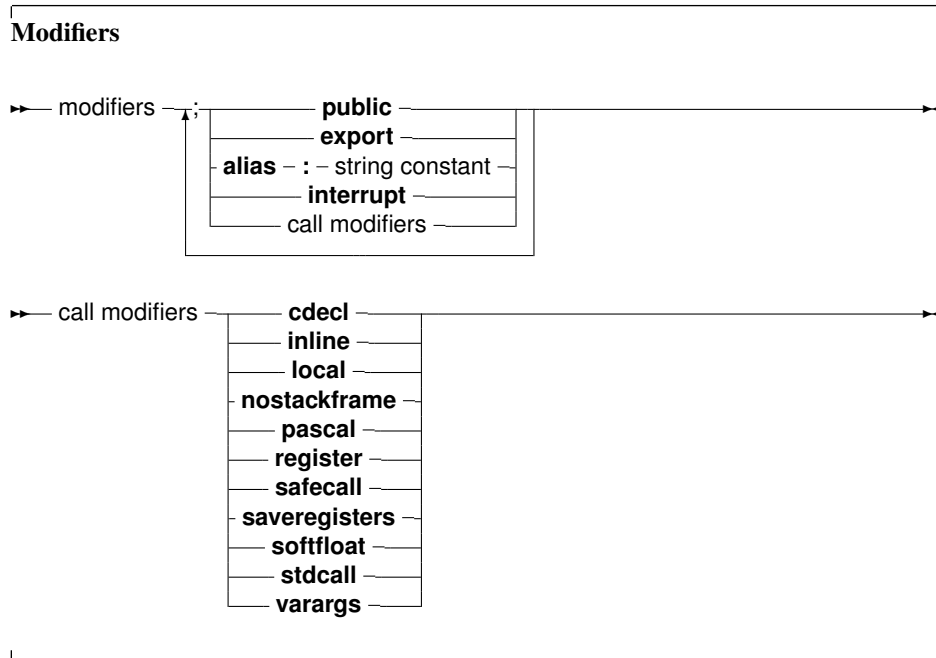 Modifiers
modifiers ; public
export
alias : string constant
interrupt
call modifiers
call modifiers cdecl
inline
local
nostackframe
pascal
register
safecall
saveregisters
softfloat
stdcall
varargs